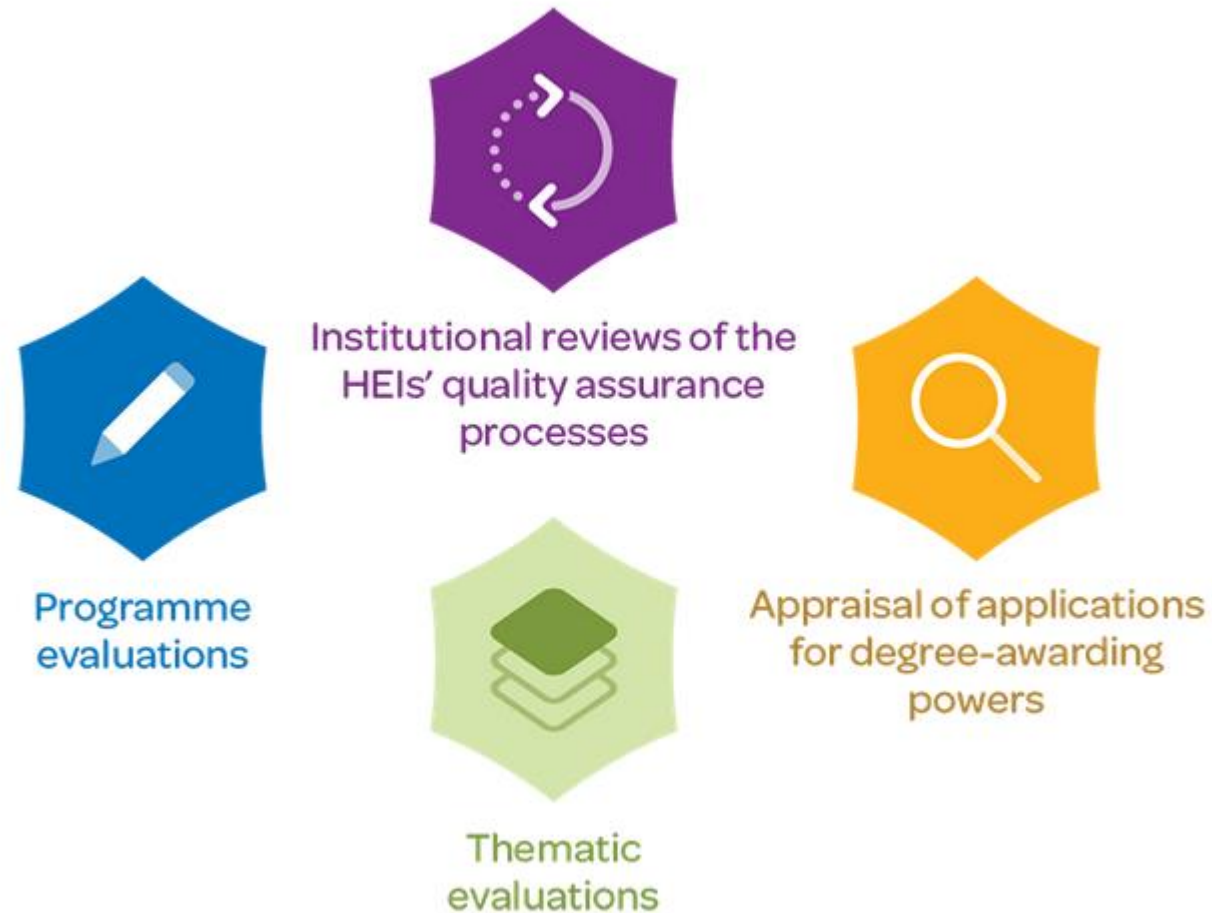 Institutional reviews of the
HEIs' quality assurance
processes
Programme
evaluations
Appraisal of applications
for degree-awarding
powers
Thematic
evaluations